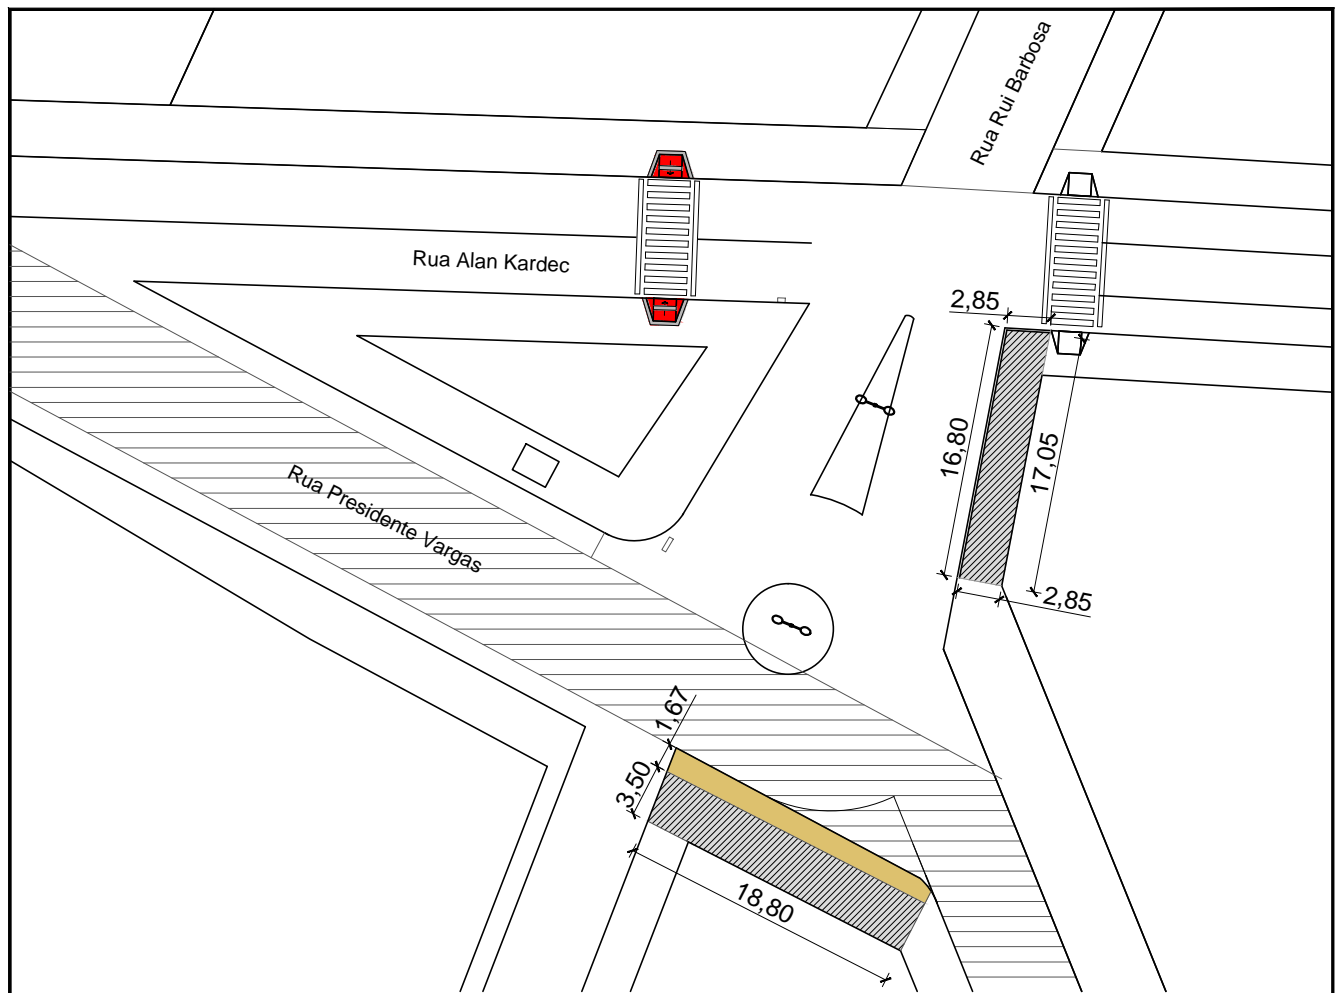 Rua Rui Barbosa
Rua Alan Kardec
2,85
16,80
17,05
Rua Presidente Vargas
2,85
1,67
3,50
18,80